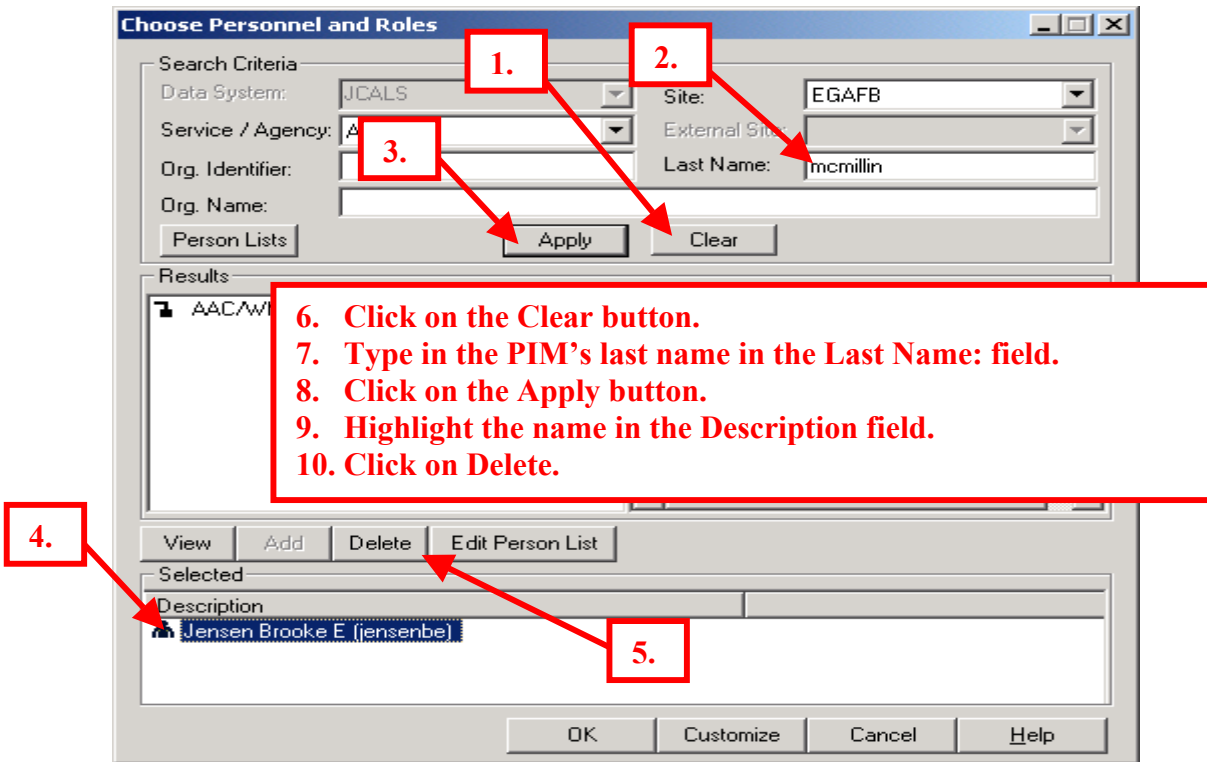 Choose Personnel and Roles
1.
2.
Search Criteria
Data System: JCALS Site: EGAFB
Service / Agency: A External Site:
3.
Org. Identifier: Last Name: mcmillin
Org. Name:
Person Lists Apply Clear
Results
6. Click on the Clear button.
7. Type in the PIM’s last name in the Last Name: field.
8. Click on the Apply button.
9. Highlight the name in the Description field.
10. Click on Delete.
4.
View Add Delete Edit Person List
Selected
Description
Jensen Brooke E (jensenbe)
5.
OK Customize Cancel Help